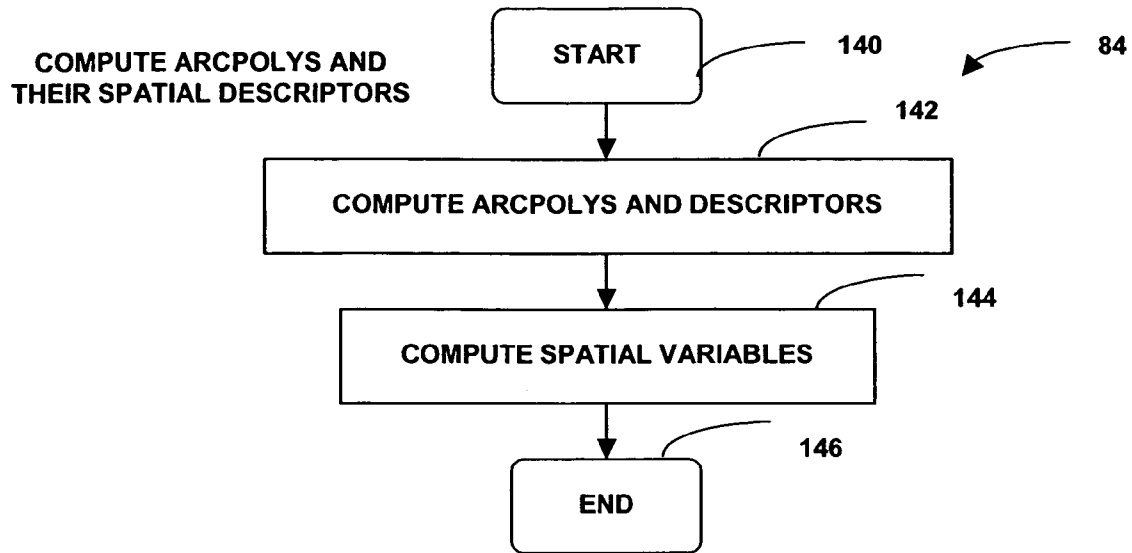 COMPUTE ARCPOLYS AND
THEIR SPATIAL DESCRIPTORS
START
140
84
142
COMPUTE ARCPOLYS AND DESCRIPTORS
144
COMPUTE SPATIAL VARIABLES
146
END